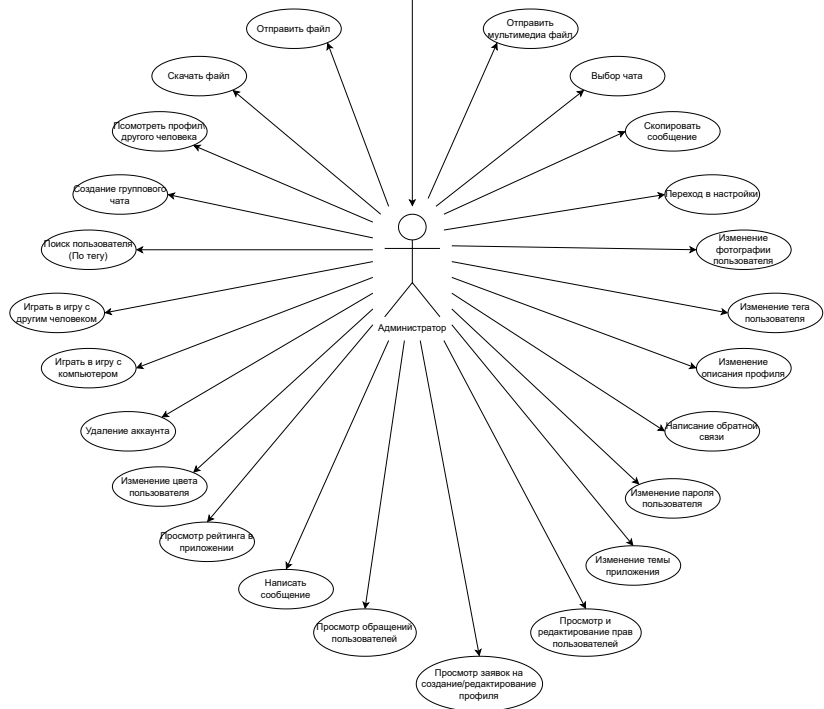 Отправить файл
Отправить
мультимедиа файл
Скачать файл
Выбор чата
Псомотреть профил
другого человека
Скопировать
сообщение
Создание группового
чата
Переход в настройки
Поиск пользователя
(По тегу)
Изменение
фотографии
пользователя
Играть в игру с
другим человеком
Изменение тега
пользователя
Администратор
Играть в игру с
компьютером
Изменение
описания профиля
Удаление аккаунта
Написание обратной
связи
Изменение цвета
пользователя
Изменение пароля
пользователя
Просмотр рейтинга в
приложении
Изменение темы
приложения
Написать
сообщение
Просмотр обращений
пользователей
Просмотр и
редактирование прав
пользователей
Просмотр заявок на
создание/редактирование
профиля